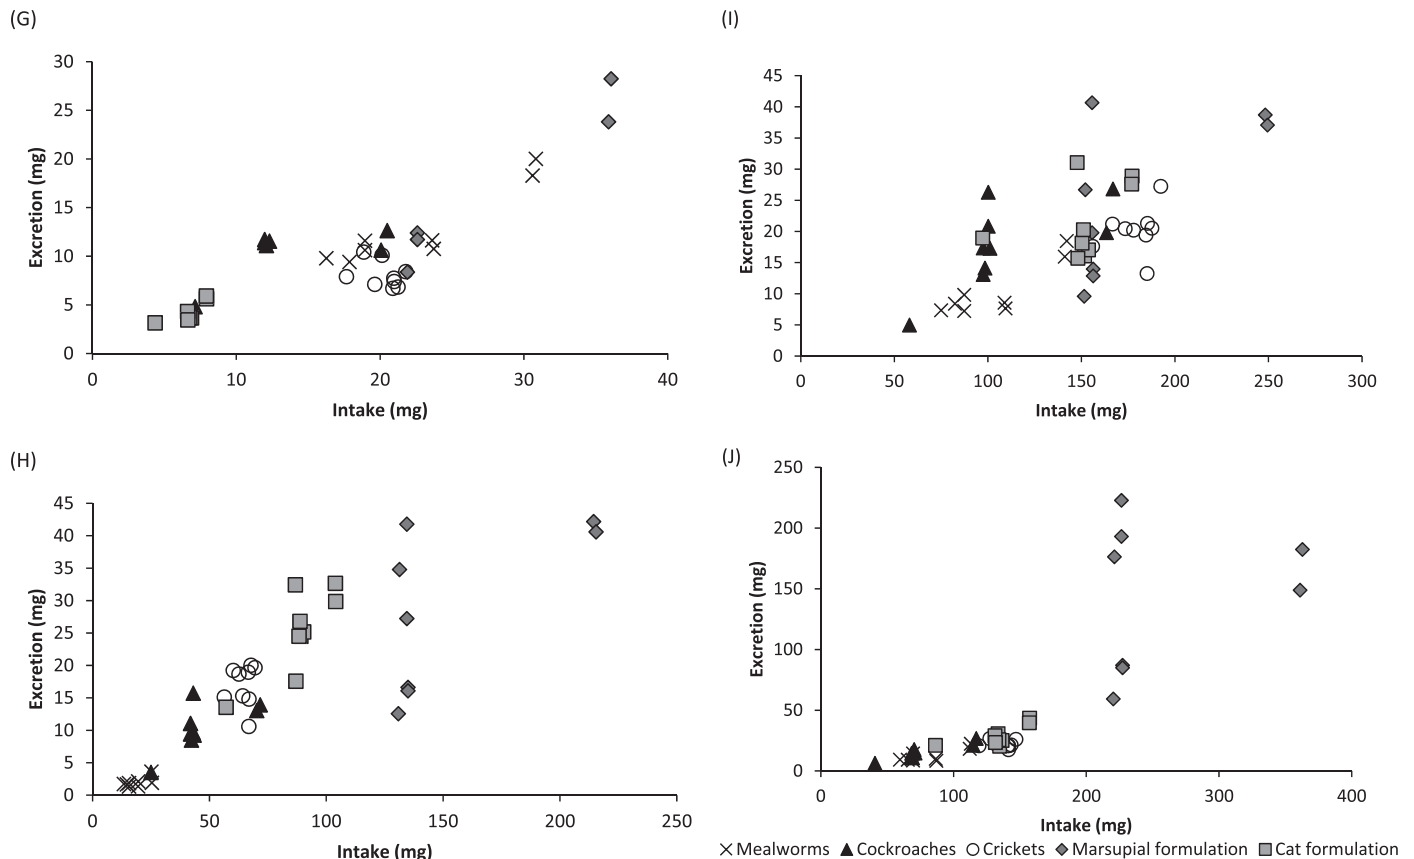 (G)
30
25
20
15
10
5
0
Excretion (mg)
0 10 20 30 40
Intake (mg)
(I)
45
40
35
30
25
20
15
10
5
0
Excretion (mg)
0 50 100 150 200 250 300
Intake (mg)
(H)
45
40
35
30
25
20
15
10
5
0
Excretion (mg)
0 50 100 150 200 250
Intake (mg)
(J)
250
200
150
100
50
0
Excretion (mg)
0 100 200 300 400
Intake (mg)
Mealworms Cockroaches Crickets Marsupial formulation Cat formulation